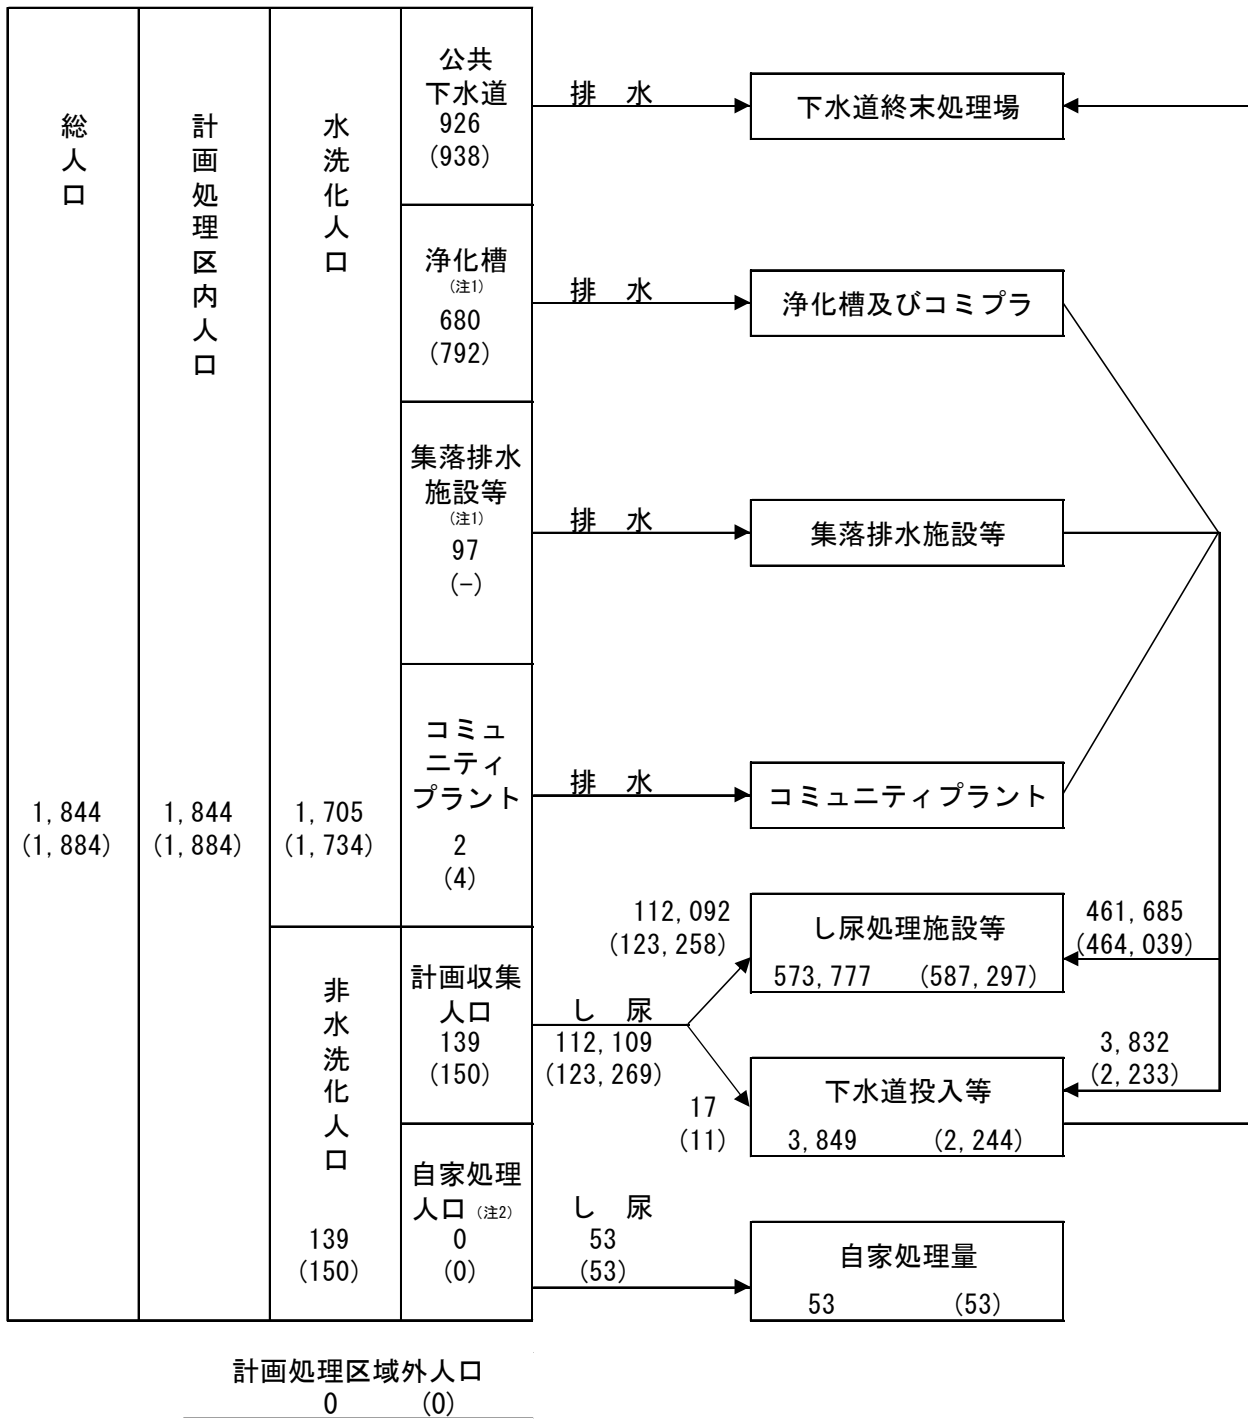 総人口
1,844
(1,884)
計画処理区内人口
1,844
(1,884)
水洗化人口
1,705
(1,734)
非水洗化人口
139
(150)
公共
下水道
926
(938)
排 水
下水道終末処理場
浄化槽
(注1)
680
(792)
排 水
浄化槽及びコミプラ
集落排水
施設等
(注1)
97
(-)
排 水
集落排水施設等
コミュ
ニティ
プラント
2
(4)
排 水
コミュニティプラント
計画収集
人口
139
(150)
し 尿
112,109
(123,269)
112,092
(123,258)
し尿処理施設等
573,777 (587,297)
461,685
(464,039)
17
(11)
下水道投入等
3,849 (2,244)
3,832
(2,233)
自家処理
人口(注2)
0
(0)
し 尿
53
(53)
自家処理量
53 (53)
計画処理区域外人口
0 (0)